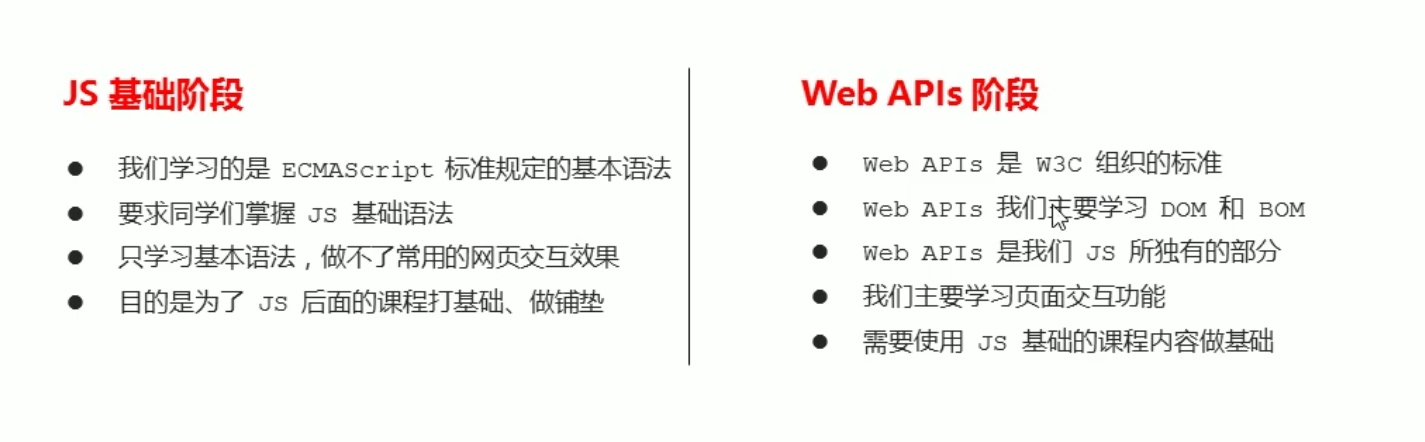 JS 基础阶段
● 我们学习的是 ECMAScript 标准规定的基本语法
● 要求同学们掌握 JS 基础语法
● 只学习基本语法，做不了常用的网页交互效果
● 目的是为了 JS 后面的课程打基础、做铺垫
Web APIs 阶段
● Web APIs 是 W3C 组织的标准
● Web APIs 我们主要学习 DOM 和 BOM
● Web APIs 是我们 JS 所独有的部分
● 我们主要学习页面交互功能
● 需要使用 JS 基础的课程内容做基础